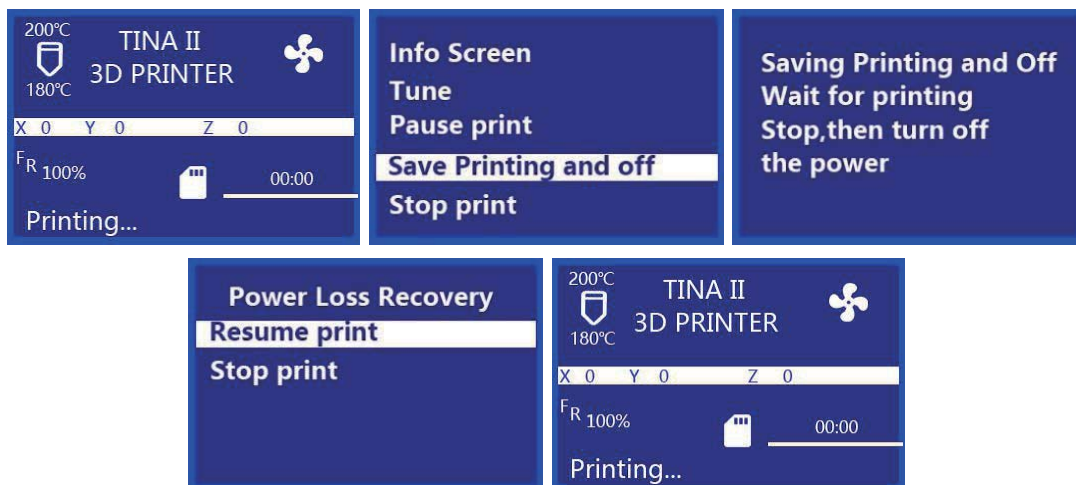 200℃
TINA II
3D PRINTER
180℃
X 0 Y 0 Z 0
FR 100%
00:00
Printing...
Info Screen
Tune
Pause print
Save Printing and off
Stop print
Saving Printing and Off
Wait for printing
Stop,then turn off
the power
Power Loss Recovery
Resume print
Stop print
200℃
TINA II
3D PRINTER
180℃
X 0 Y 0 Z 0
FR 100%
00:00
Printing...